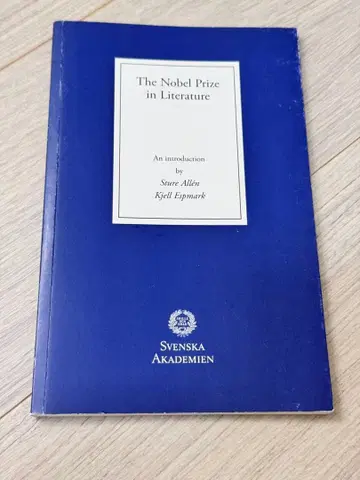 The Nobel Prize
in Literature
An introduction
by
Sture Allén
Kjell Espmark
SVENSKA
AKADEMIEN